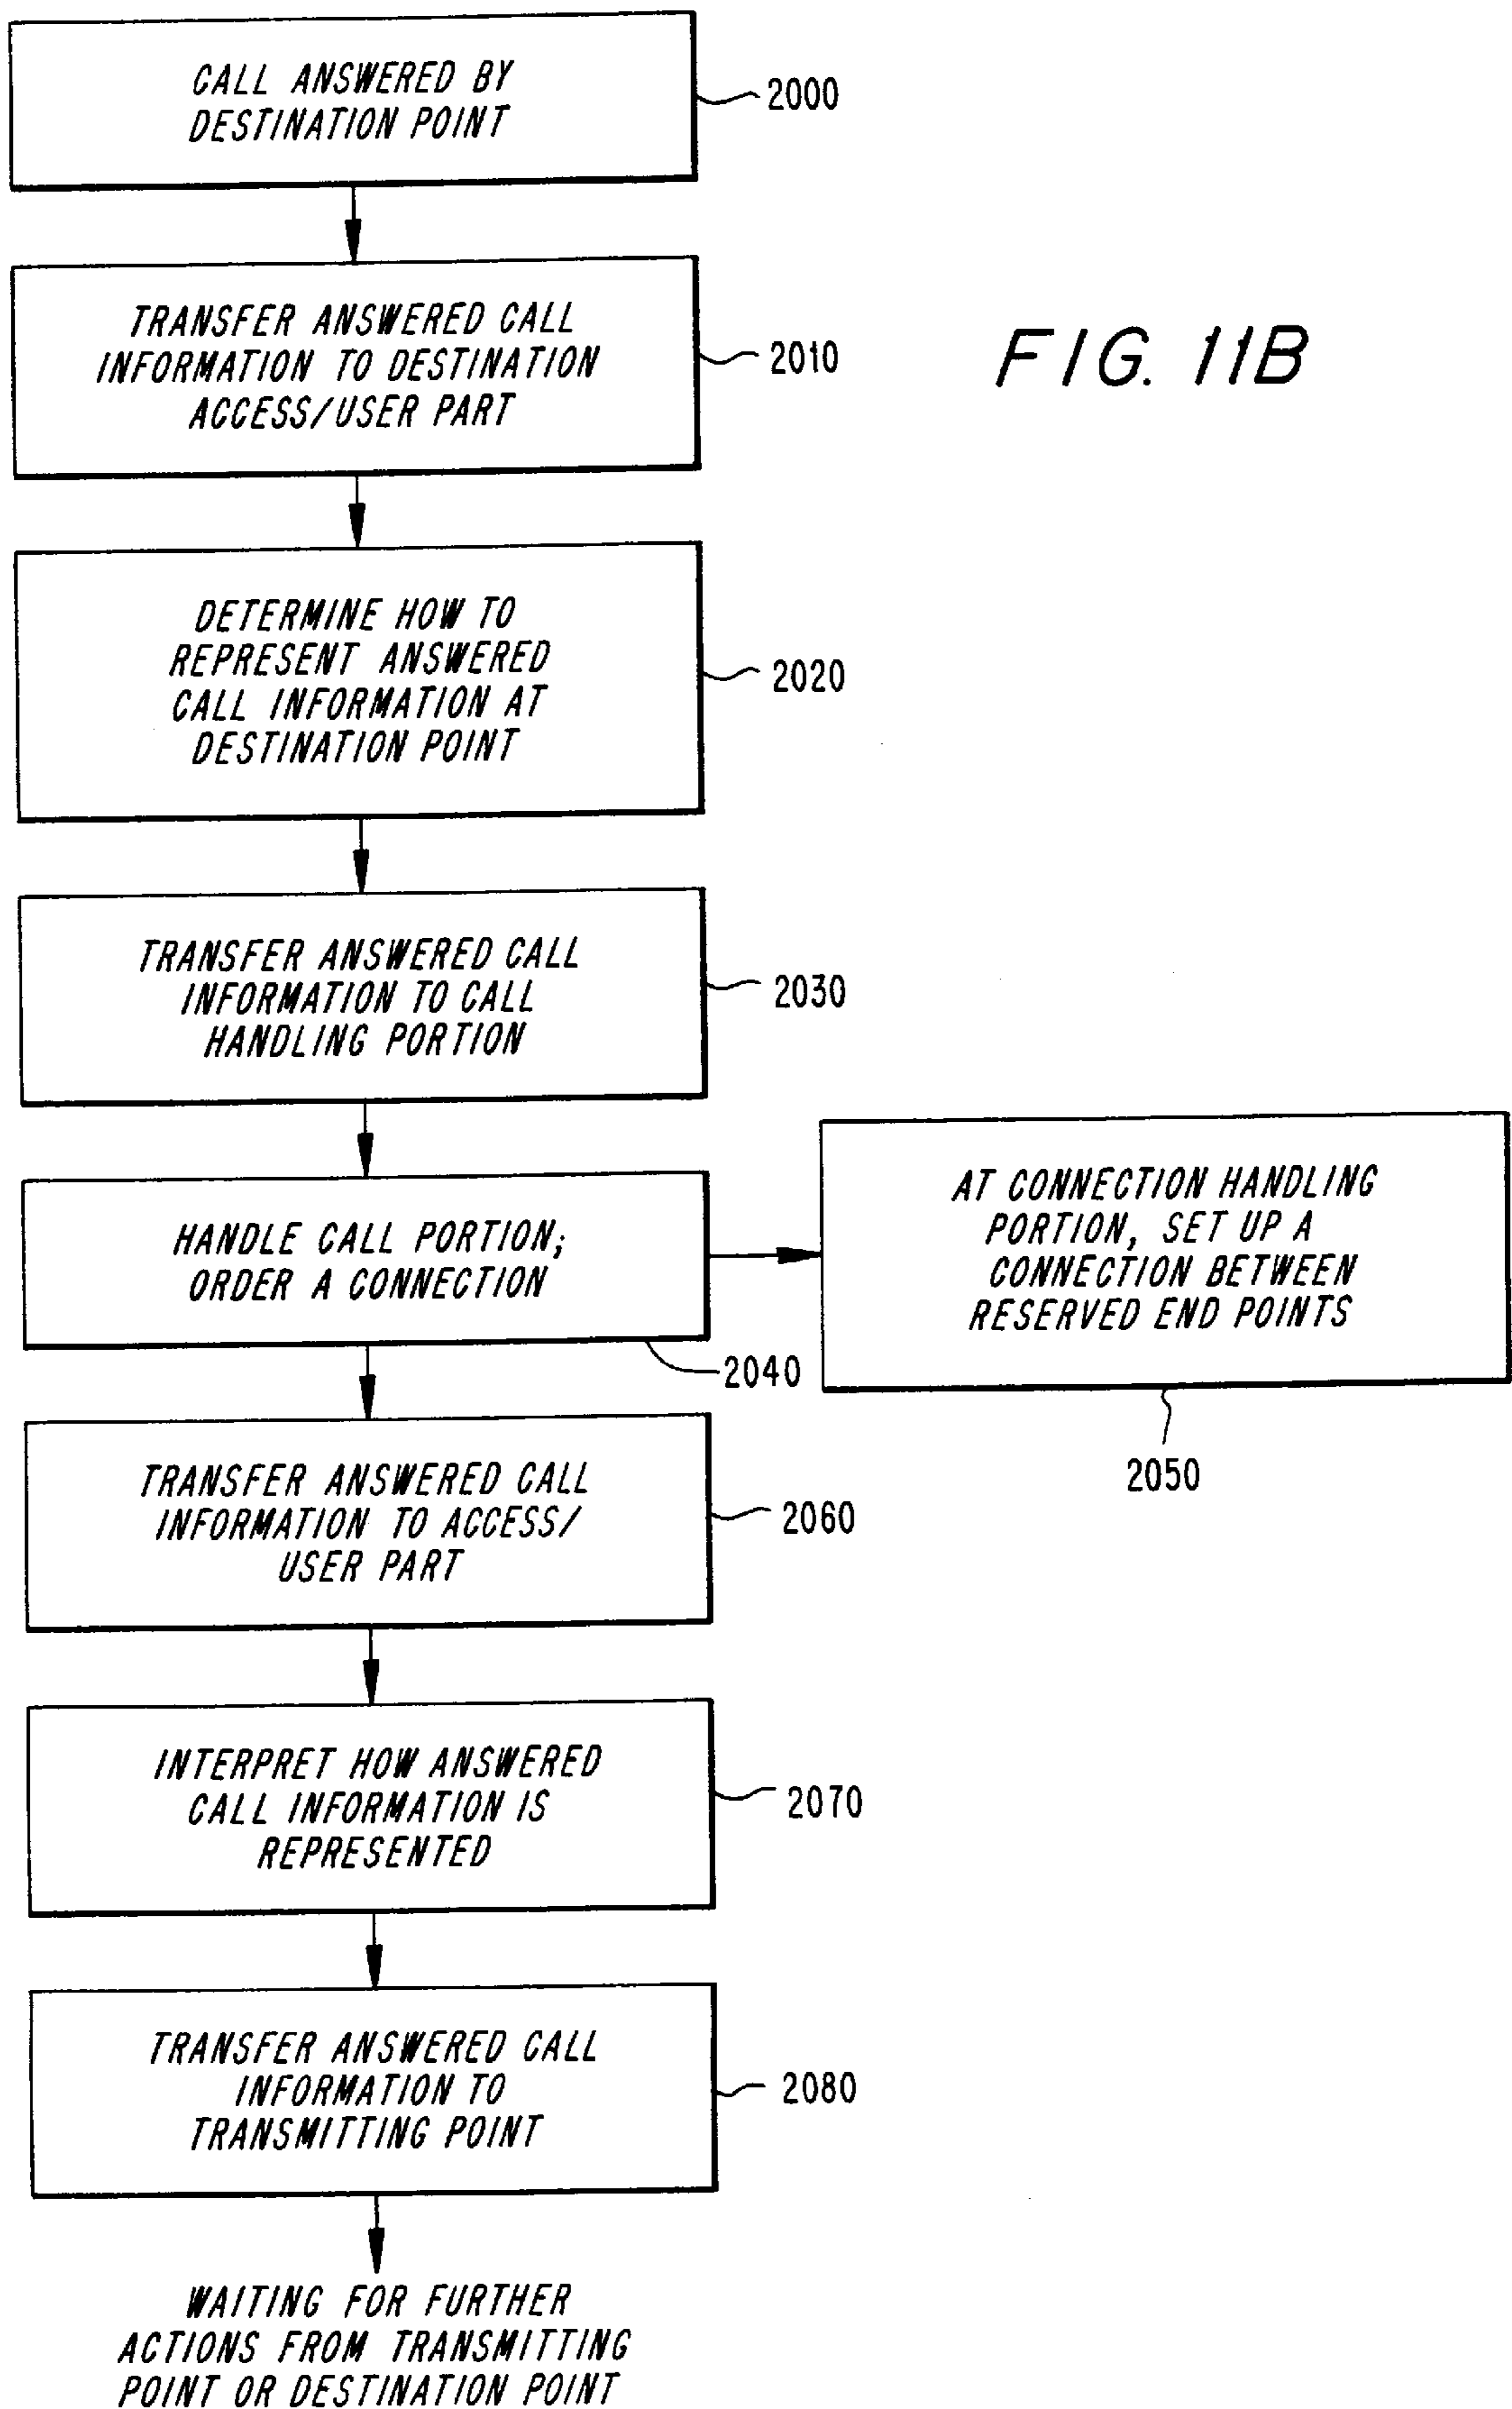 CALL ANSWERED BY
DESTINATION POINT
2000
TRANSFER ANSWERED CALL
INFORMATION TO DESTINATION
ACCESS/USER PART
2010
FIG. 11B
DETERMINE HOW TO
REPRESENT ANSWERED
CALL INFORMATION AT
DESTINATION POINT
2020
TRANSFER ANSWERED CALL
INFORMATION TO CALL
HANDLING PORTION
2030
HANDLE CALL PORTION;
ORDER A CONNECTION
2040
AT CONNECTION HANDLING
PORTION, SET UP A
CONNECTION BETWEEN
RESERVED END POINTS
2050
TRANSFER ANSWERED CALL
INFORMATION TO ACCESS/
USER PART
2060
INTERPRET HOW ANSWERED
CALL INFORMATION IS
REPRESENTED
2070
TRANSFER ANSWERED CALL
INFORMATION TO
TRANSMITTING POINT
2080
WAITING FOR FURTHER
ACTIONS FROM TRANSMITTING
POINT OR DESTINATION POINT